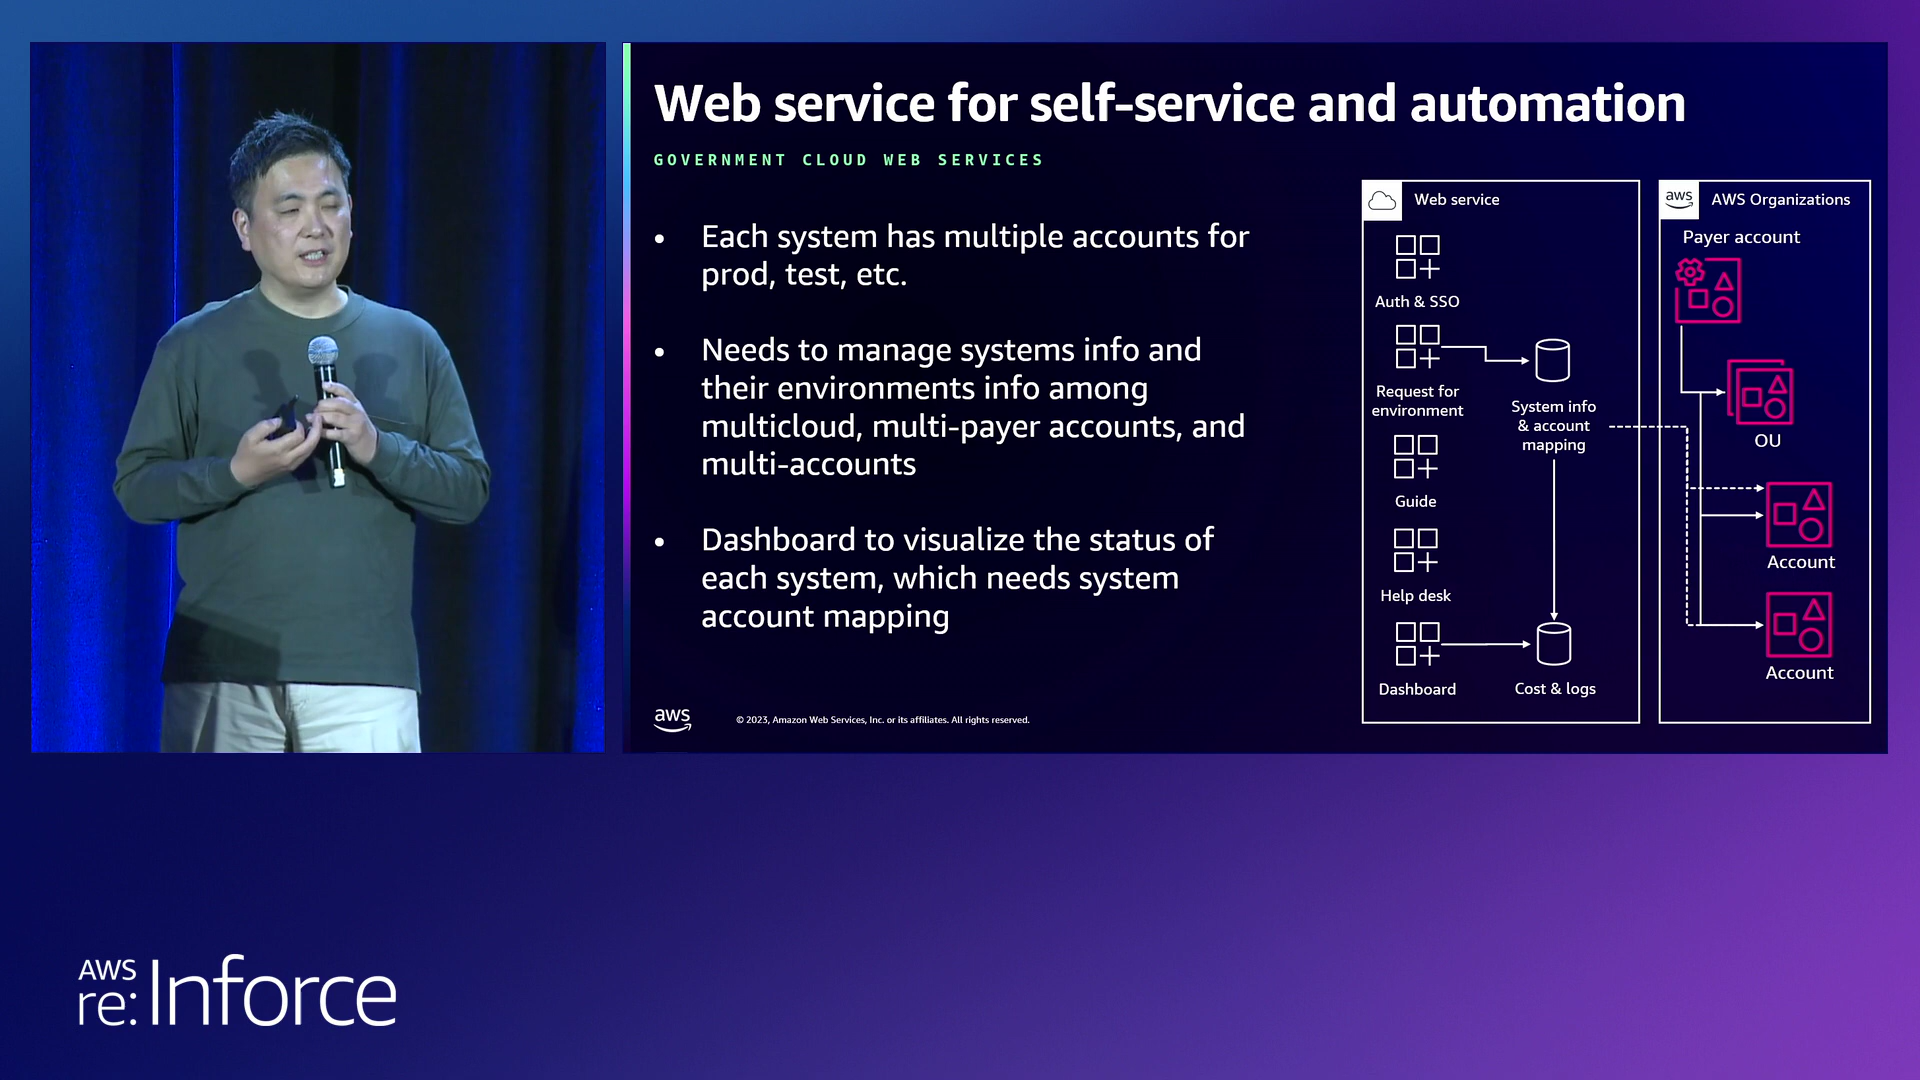 Web service for self-service and automation
GOVERNMENT CLOUD WEB SERVICES
• Each system has multiple accounts for
prod, test, etc.
• Needs to manage systems info and
their environments info among
multicloud, multi-payer accounts, and
multi-accounts
• Dashboard to visualize the status of
each system, which needs system
account mapping
Web service
Auth & SSO
Request for
environment
System info
& account
mapping
Guide
Help desk
Dashboard
Cost & logs
aws
AWS Organizations
Payer account
OU
Account
Account
aws
© 2023, Amazon Web Services, Inc. or its affiliates. All rights reserved.
AWS
re:Inforce